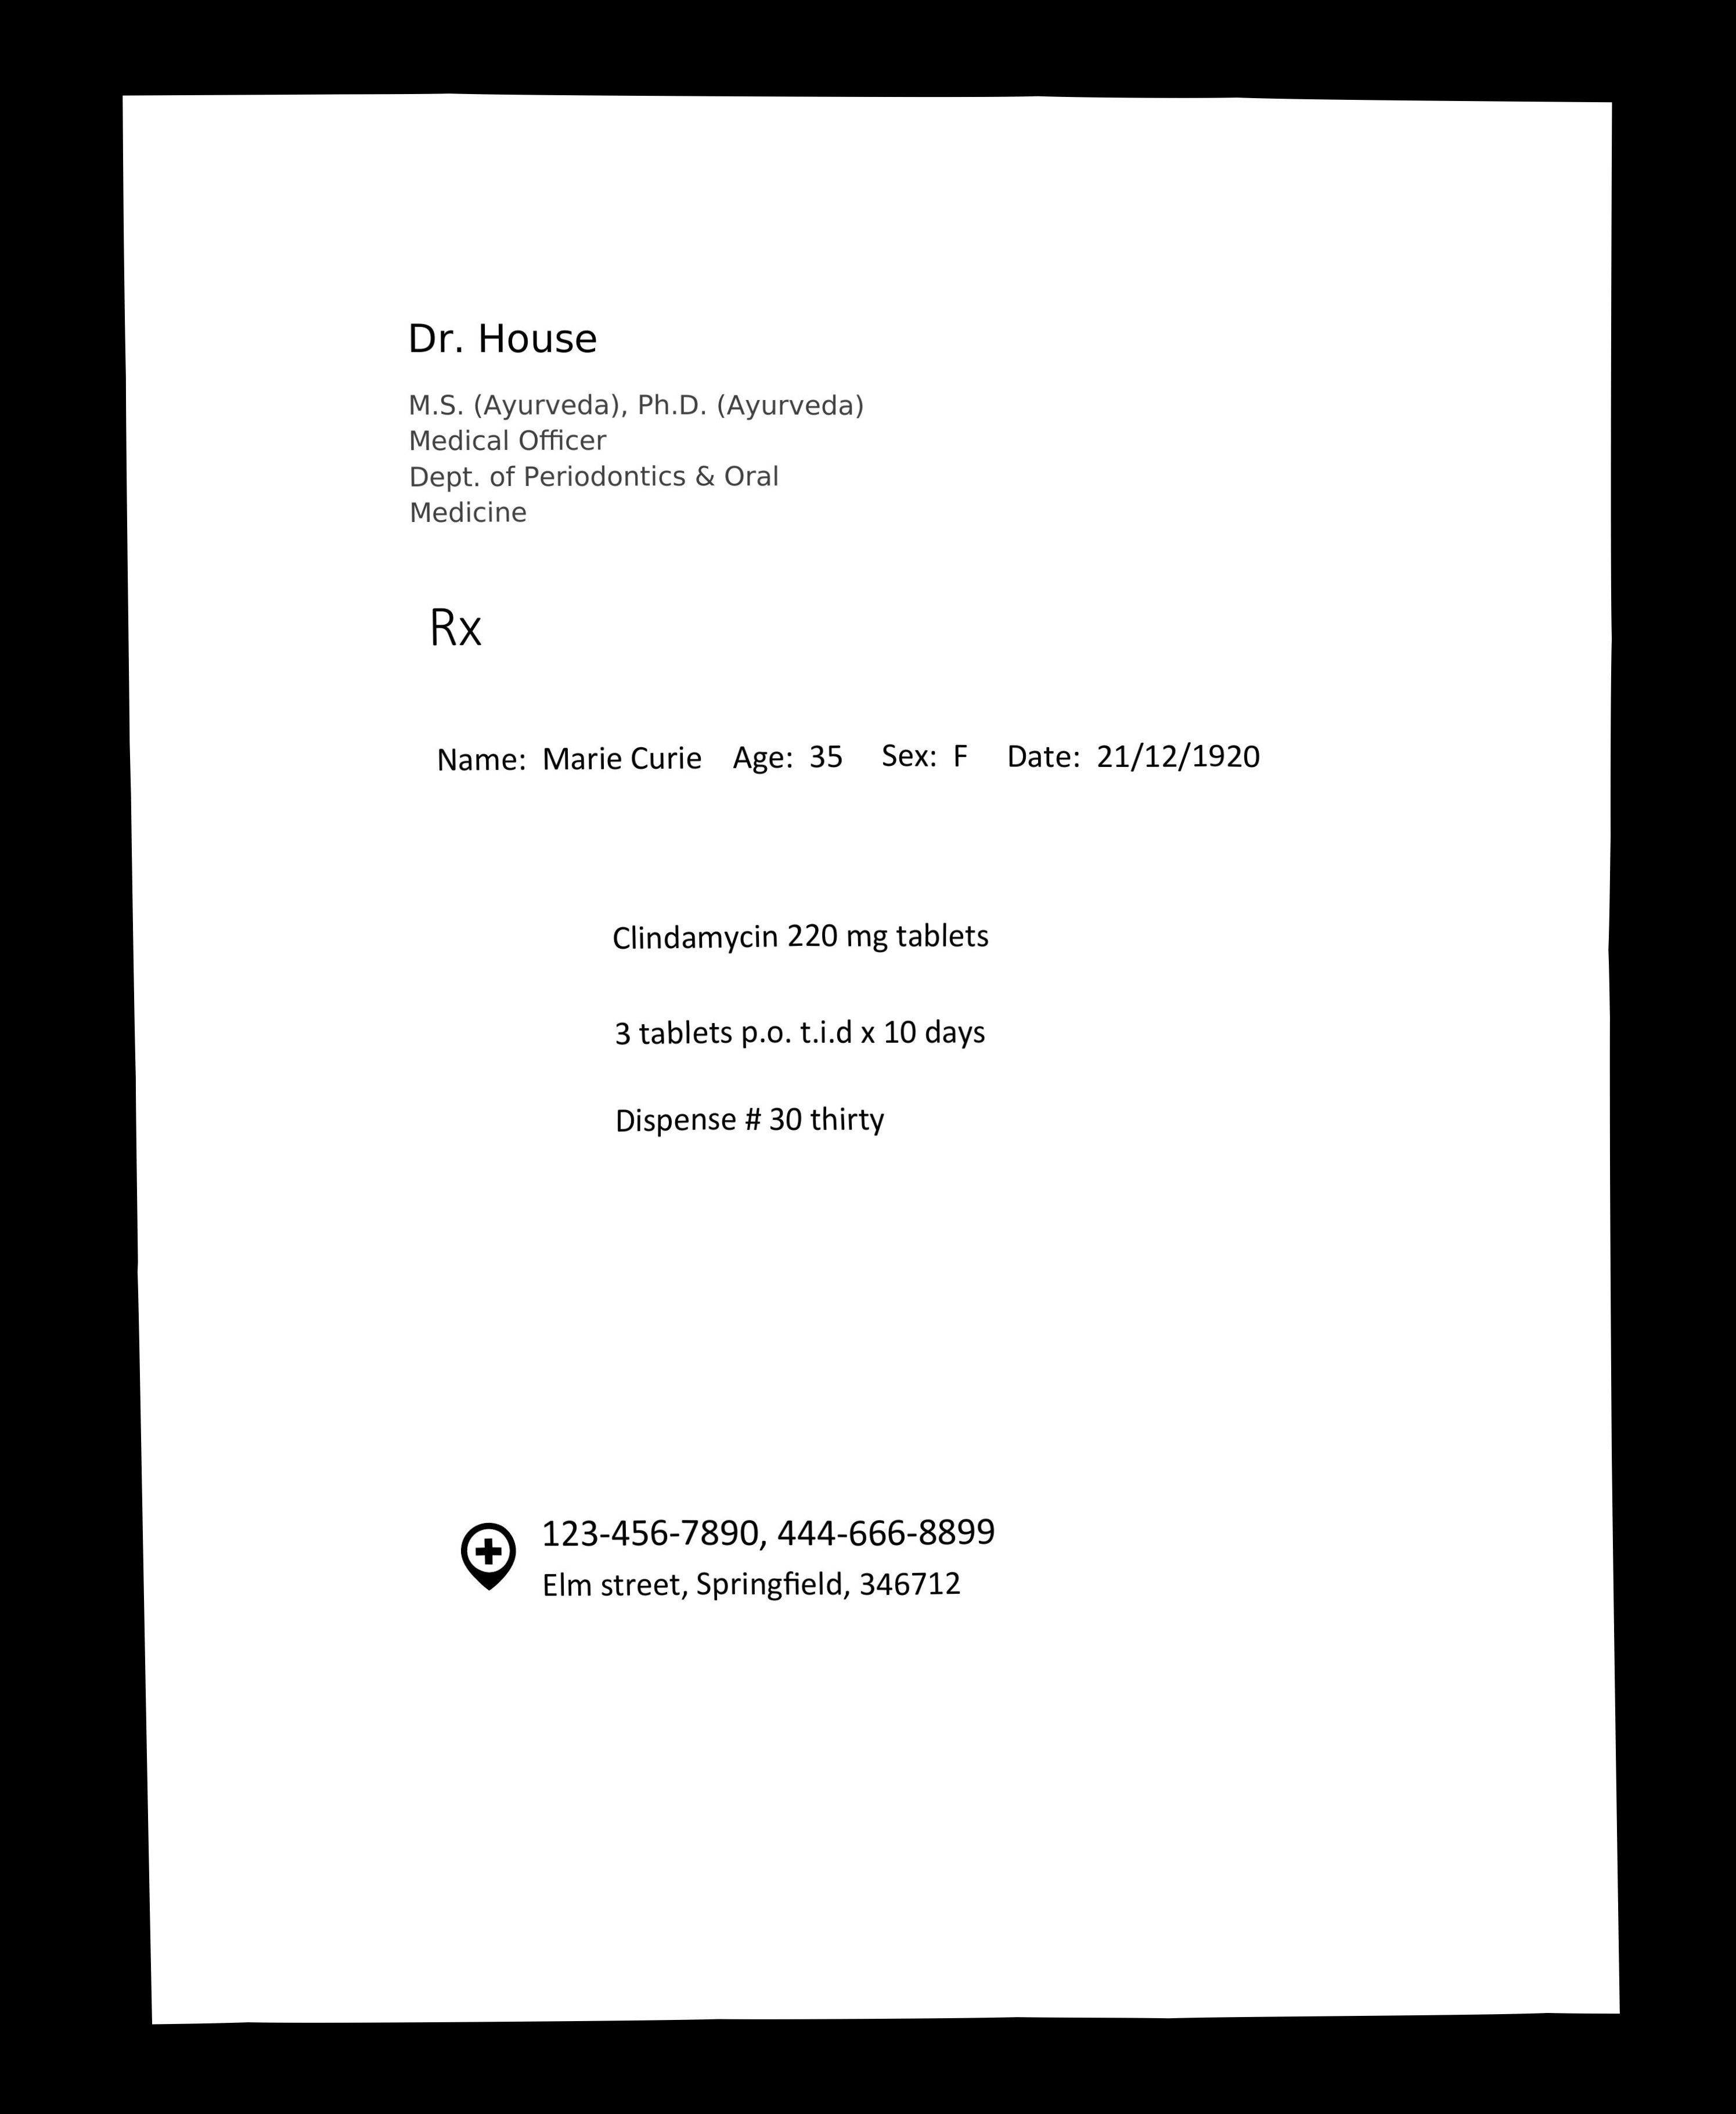 Dr. House
M.S. (Ayurveda), Ph.D. (Ayurveda)
Medical Officer
Dept. of Periodontics & Oral
Medicine
Rx
Name: Marie Curie Age: 35 Sex: F Date: 21/12/1920
Clindamycin 220 mg tablets
3 tablets p.o. t.i.d x 10 days
Dispense # 30 thirty
123-456-7890, 444-666-8899
Elm street, Springfield, 346712